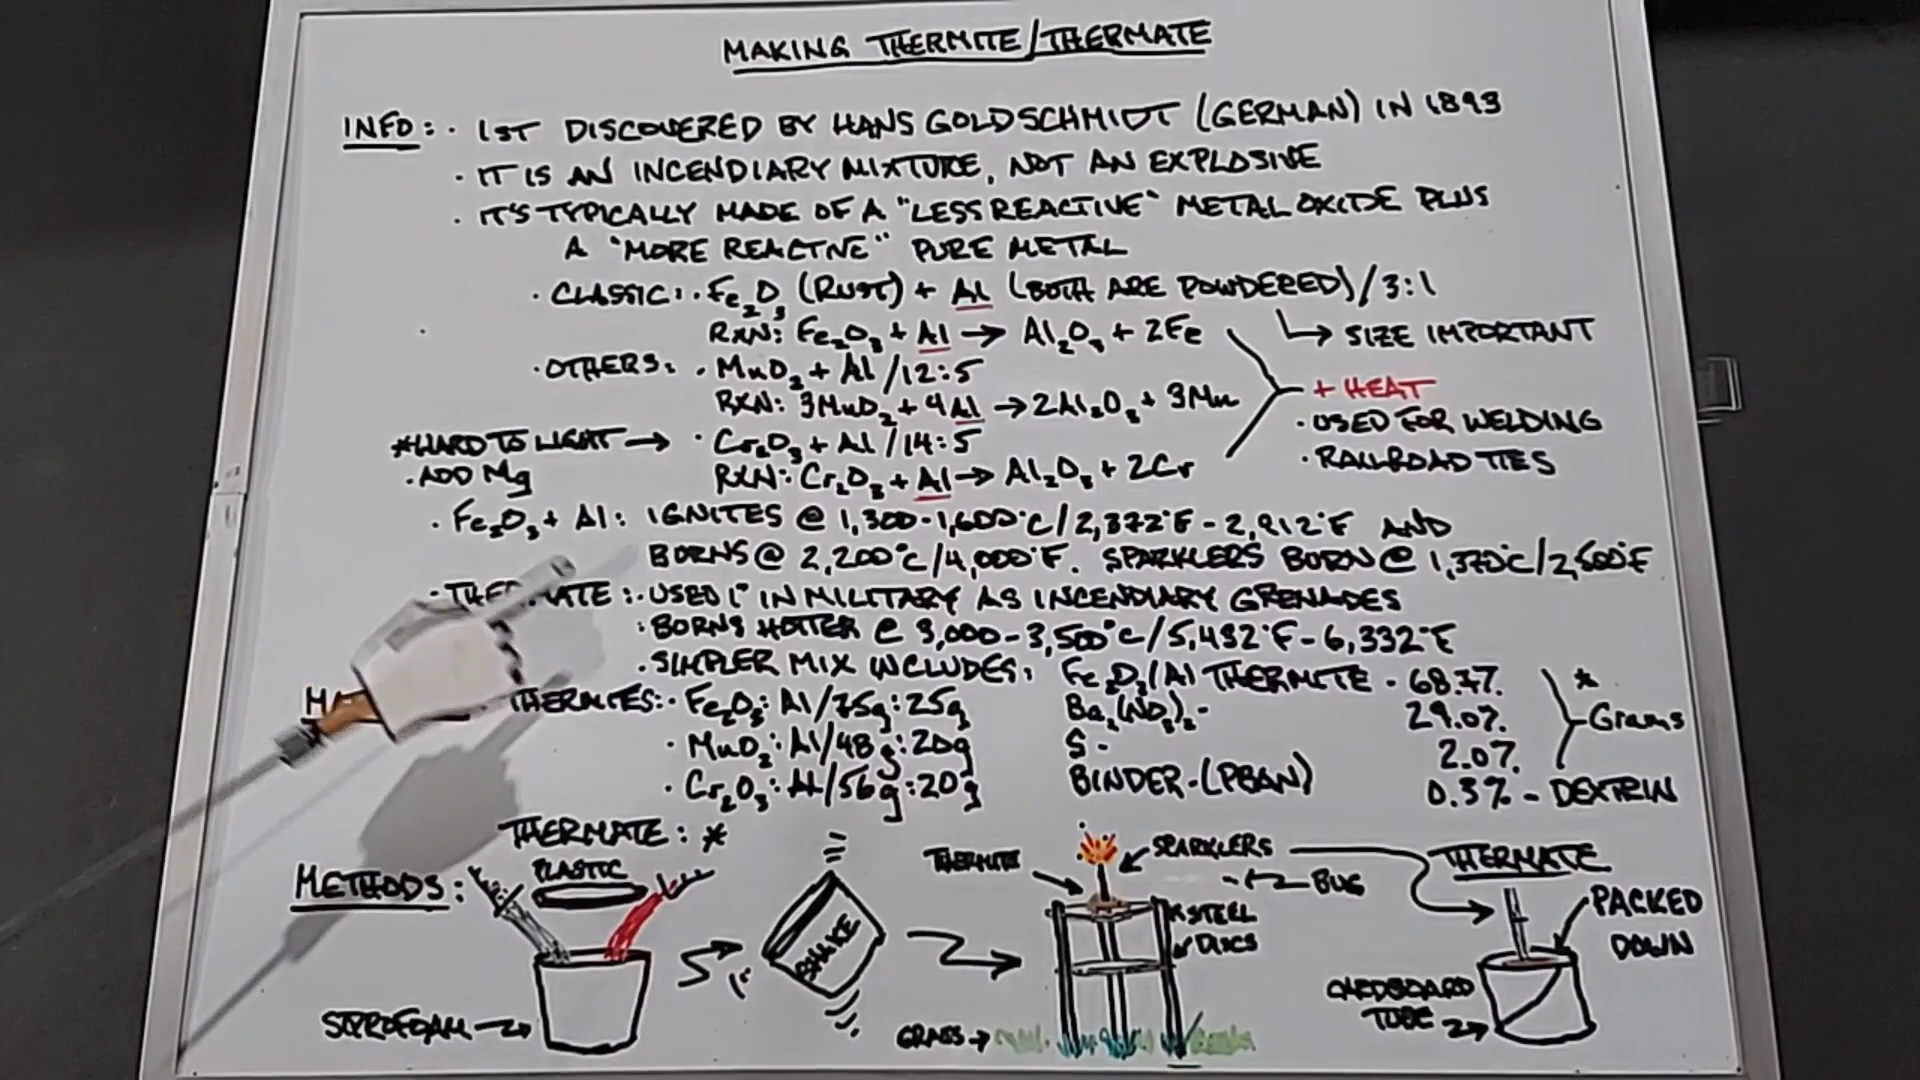 MAKING THERMITE/THERMATE
INFO: · 1ST DISCOVERED BY HANS GOLDSCHMIDT (GERMAN) IN 1893
· IT IS AN INCENDIARY MIXTURE, NOT AN EXPLOSIVE
· IT'S TYPICALLY MADE OF A "LESS REACTIVE" METAL OXIDE PLUS
A "MORE REACTIVE" PURE METAL
· CLASSIC: · Fe₂O₃ (RUST) + Al (BOTH ARE POWDERED) / 3:1
RXN: Fe₂O₃ + Al → Al₂O₃ + 2Fe
→ SIZE IMPORTANT
· OTHERS: · MnO₂ + Al / 12:5
RXN: 3MnO₂ + 4Al → 2Al₂O₃ + 3Mn
+ HEAT
· USED FOR WELDING
*HARD TO LIGHT → · Cr₂O₃ + Al / 14:5
· RAILROAD TIES
· ADD Mg
RXN: Cr₂O₃ + Al → Al₂O₃ + 2Cr
· Fe₂O₃ + Al: IGNITES @ 1,300-1,600°C/2,372°F-2,912°F AND
BURNS @ 2,200°C/4,000°F. SPARKLERS BURN @ 1,370°C/2,500°F
· USED IN MILITARY AS INCENDIARY GRENADES
· BURNS HOTTER @ 3,000-3,500°C/5,432°F-6,332°F
· SIMPLER MIX INCLUDES: Fe₂O₃/Al THERMITE - 68.7%
THERMITES: · Fe₂O₃:Al/75g:25g
Ba(NO₃)₂- 29.0%
*
Grams
· MnO₂:Al/48g:20g
S- 2.0%
· Cr₂O₃:Al/56g:20g
BINDER-(PBAN) 0.3% - DEXTRIN
THERMATE: *
METHODS:
PLASTIC
STYROFOAM →
SHAKE
THERMITE
SPARKLERS
BUG
STEEL
DISCS
GRASS →
THERMATE
PACKED
DOWN
CARDBOARD
TUBE